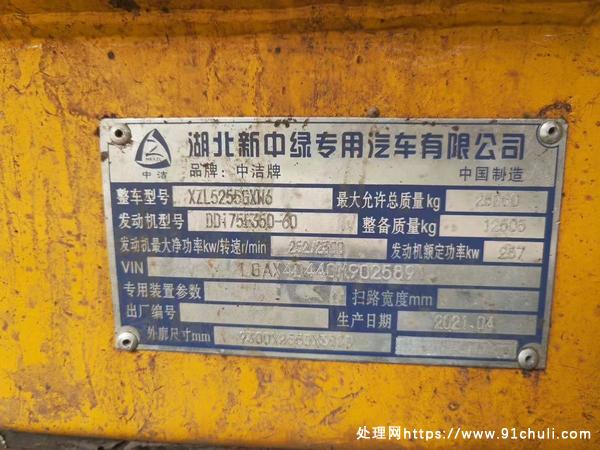 湖北新中绿专用汽车有限公司
中洁
品牌：中洁牌 中国制造
整车型号 XZL5256GXW6 最大允许总质量kg
发动机型号 整备质量kg 12505
发动机最大净功率kw/转速r/min 发动机额定功率kw 257
VIN
专用装置参数 扫路宽度mm
出厂编号 生产日期 2021.04
外廓尺寸mm
处理网https://www.91chuli.com